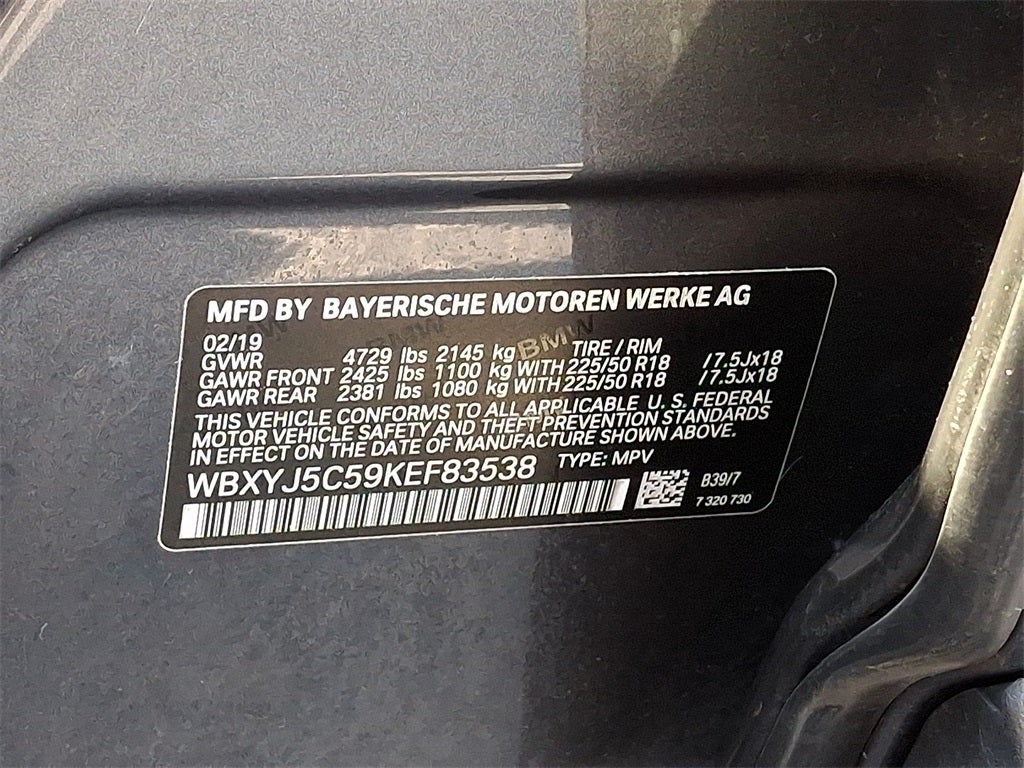 MFD BY BAYERISCHE MOTOREN WERKE AG
02/19 TIRE / RIM
GVWR 4729 lbs 2145 kg
GAWR FRONT 2425 lbs 1100 kg WITH 225/50 R18 /7.5Jx18
GAWR REAR 2381 lbs 1080 kg WITH 225/50 R18 /7.5Jx18
THIS VEHICLE CONFORMS TO ALL APPLICABLE U. S. FEDERAL
MOTOR VEHICLE SAFETY AND THEFT PREVENTION STANDARDS
IN EFFECT ON THE DATE OF MANUFACTURE SHOWN ABOVE.
WBXYJ5C59KEF83538 TYPE: MPV
B39/7
7 320 730
BMW BMW BMW